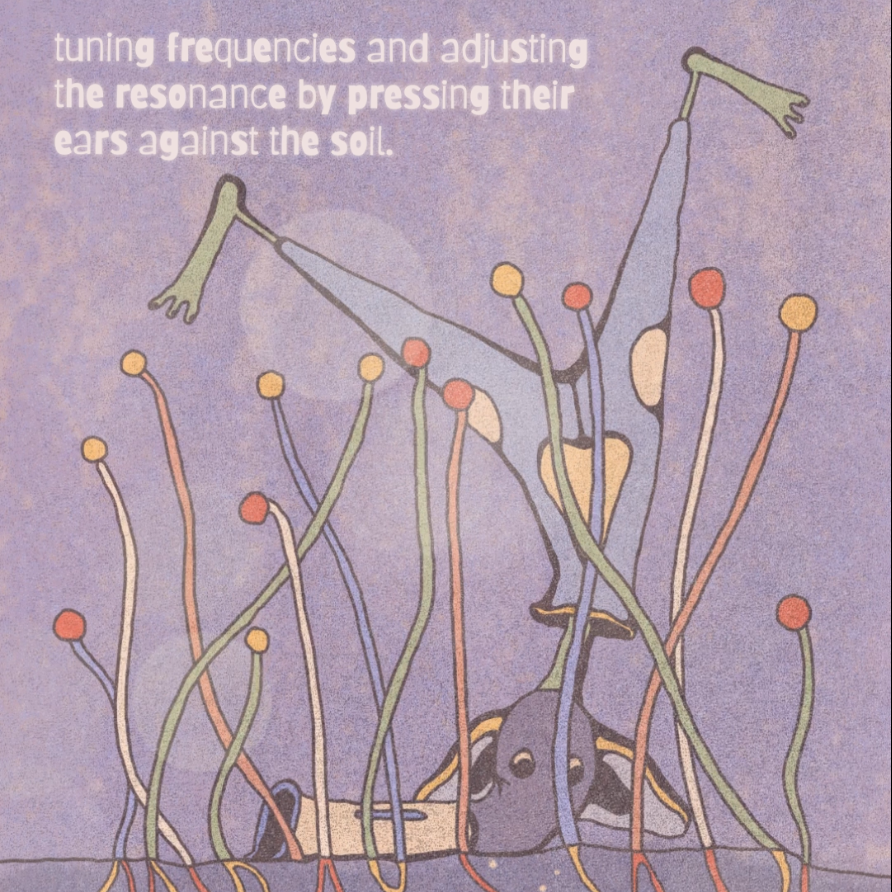 tuning frequencies and adjusting
the resonance by pressing their
ears against the soil.